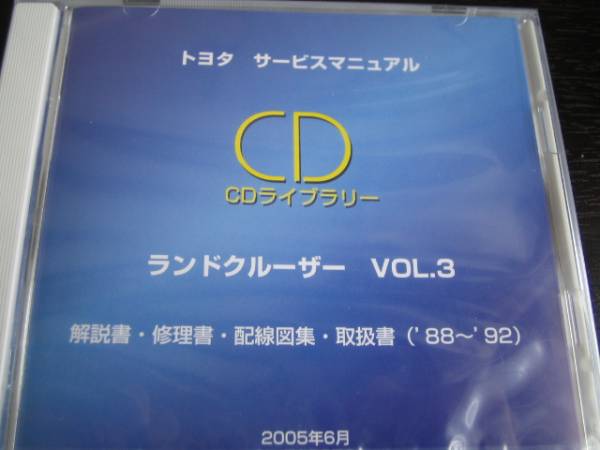 トヨタ　サービスマニュアル
CD
CDライブラリー
ランドクルーザー　VOL.3
解説書・修理書・配線図集・取扱書（'88～'92）
2005年6月